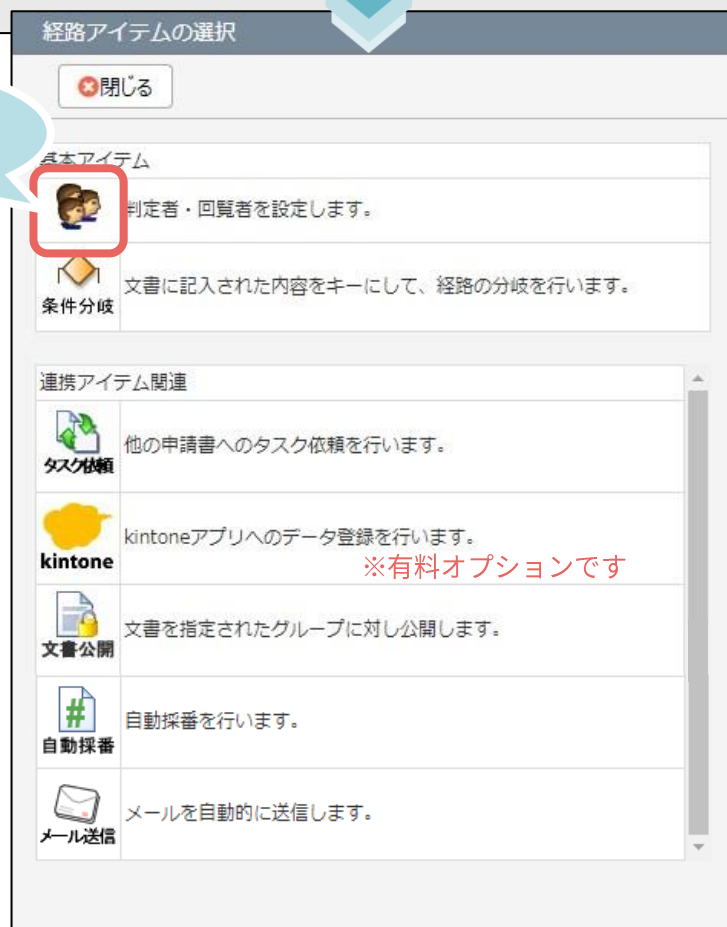 経路アイテムの選択
閉じる
基本アイテム
判定者・回覧者を設定します。
条件分岐
文書に記入された内容をキーにして、経路の分岐を行います。
連携アイテム関連
タスク依頼
他の申請書へのタスク依頼を行います。
kintone
kintoneアプリへのデータ登録を行います。
※有料オプションです
文書公開
文書を指定されたグループに対し公開します。
自動採番
自動採番を行います。
メール送信
メールを自動的に送信します。